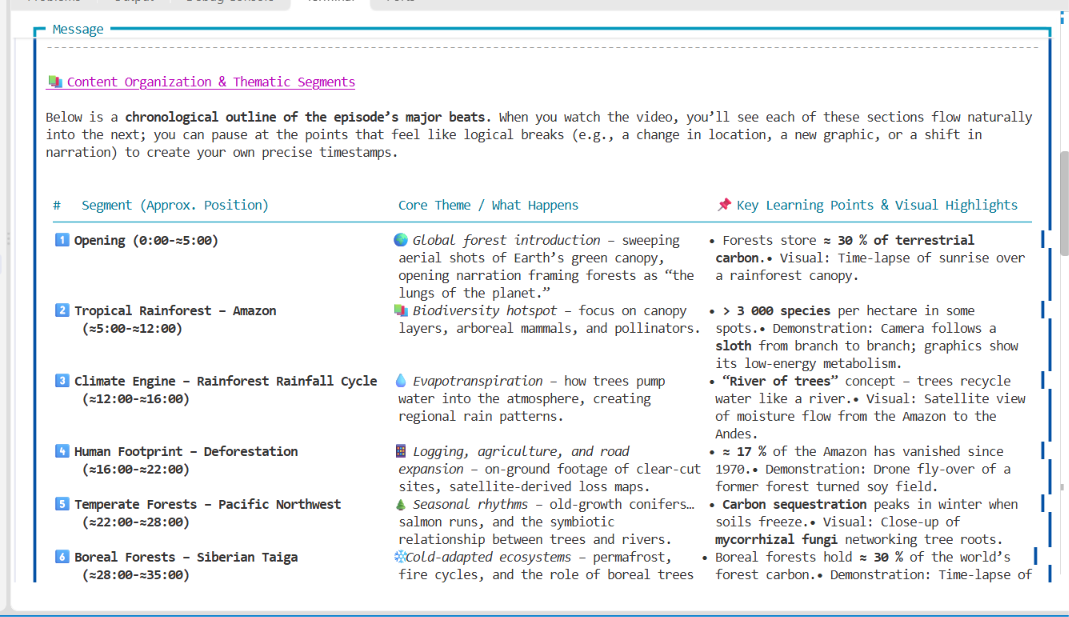 Problems Output Debug Console Terminal Ports
Message
📚 Content Organization & Thematic Segments
Below is a chronological outline of the episode’s major beats. When you watch the video, you’ll see each of these sections flow naturally
into the next; you can pause at the points that feel like logical breaks (e.g., a change in location, a new graphic, or a shift in
narration) to create your own precise timestamps.
# Segment (Approx. Position) Core Theme / What Happens 📌 Key Learning Points & Visual Highlights
1️⃣ Opening (0:00-≈5:00) 🌍 Global forest introduction – sweeping • Forests store ≈ 30 % of terrestrial
aerial shots of Earth’s green canopy, carbon.• Visual: Time-lapse of sunrise over
opening narration framing forests as “the a rainforest canopy.
lungs of the planet.”
2️⃣ Tropical Rainforest – Amazon 📚 Biodiversity hotspot – focus on canopy • > 3 000 species per hectare in some
(≈5:00-≈12:00) layers, arboreal mammals, and pollinators. spots.• Demonstration: Camera follows a
sloth from branch to branch; graphics show
its low-energy metabolism.
3️⃣ Climate Engine – Rainforest Rainfall Cycle 💧 Evapotranspiration – how trees pump • “River of trees” concept – trees recycle
(≈12:00-≈16:00) water into the atmosphere, creating water like a river.• Visual: Satellite view
regional rain patterns. of moisture flow from the Amazon to the
Andes.
4️⃣ Human Footprint – Deforestation Logging, agriculture, and road • ≈ 17 % of the Amazon has vanished since
(≈16:00-≈22:00) expansion – on-ground footage of clear-cut 1970.• Demonstration: Drone fly-over of a
sites, satellite-derived loss maps. former forest turned soy field.
5️⃣ Temperate Forests – Pacific Northwest 🌲 Seasonal rhythms – old-growth conifers… • Carbon sequestration peaks in winter when
(≈22:00-≈28:00) salmon runs, and the symbiotic soils freeze.• Visual: Close-up of
relationship between trees and rivers. mycorrhizal fungi networking tree roots.
6️⃣ Boreal Forests – Siberian Taiga ❄️Cold-adapted ecosystems – permafrost, • Boreal forests hold ≈ 30 % of the world’s
(≈28:00-≈35:00) fire cycles, and the role of boreal trees forest carbon.• Demonstration: Time-lapse of